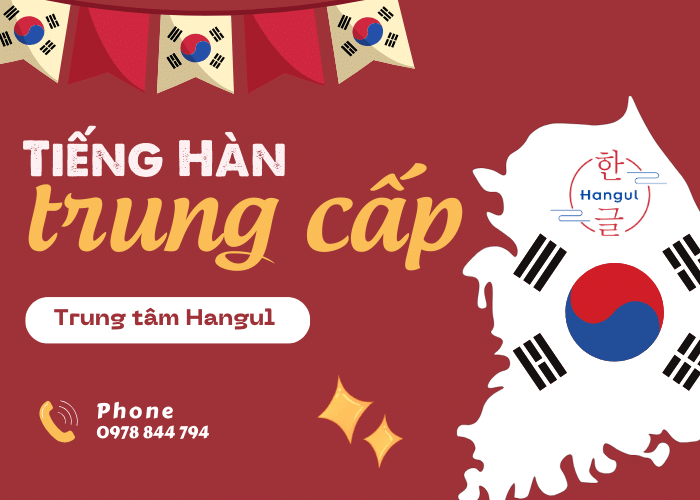 TIẾNG HÀN
trung cấp
Trung tâm Hangul
Phone
0978 844 794
한
Hangul
글